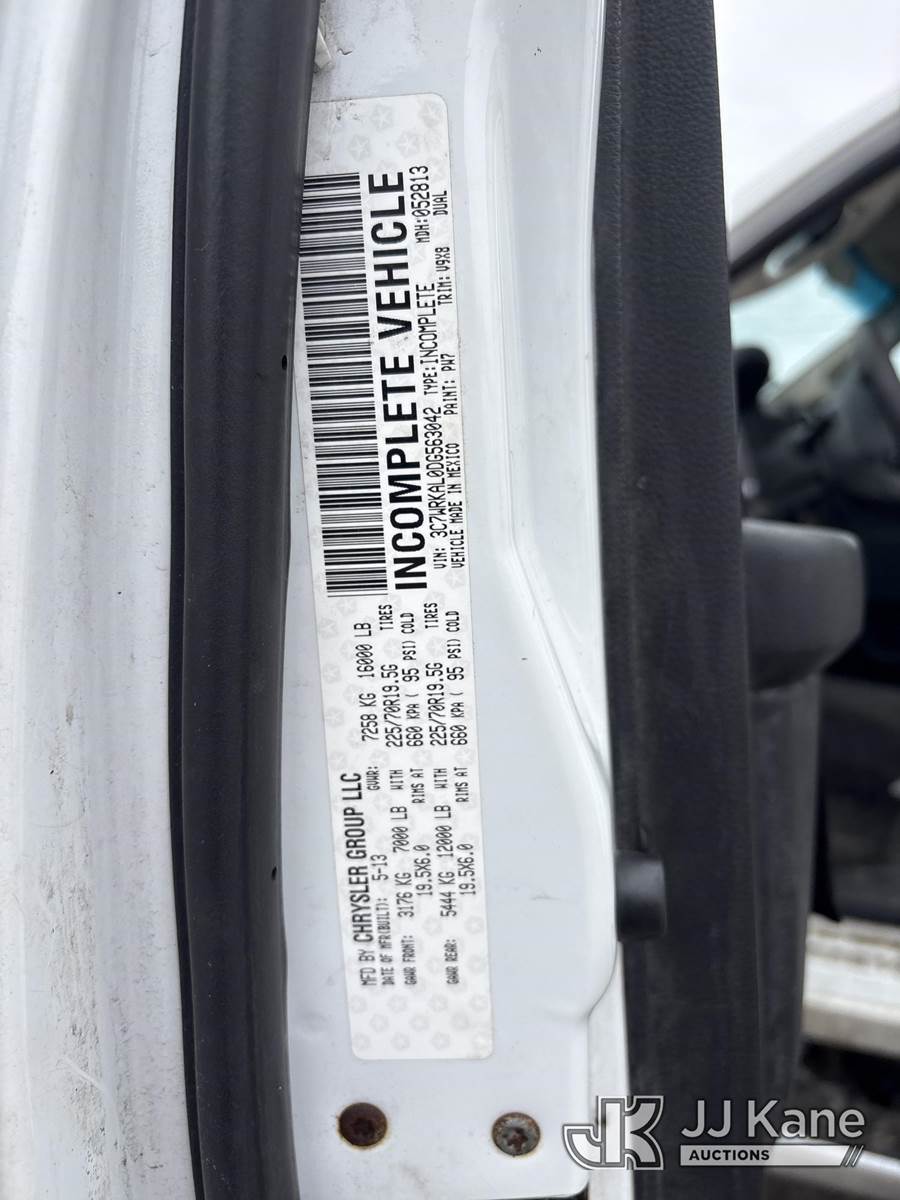 MFD BY CHRYSLER GROUP LLC
DATE OF MFR(BUILT): 5-13 GVWR: 7258 KG 16000 LB
GAWR FRONT: 3176 KG 7000 LB WITH 225/70R19.5G TIRES
19.5X6.0 RIMS AT 660 KPA ( 95 PSI) COLD
GAWR REAR: 5444 KG 12000 LB WITH 225/70R19.5G TIRES
19.5X6.0 RIMS AT 660 KPA ( 95 PSI) COLD
INCOMPLETE VEHICLE
MDH:052813
VIN: 3C7WRKAL0DG563042 TYPE:INCOMPLETE DUAL
VEHICLE MADE IN MEXICO PAINT: PW7 TRIM: V9X8
JK JJ Kane
AUCTIONS